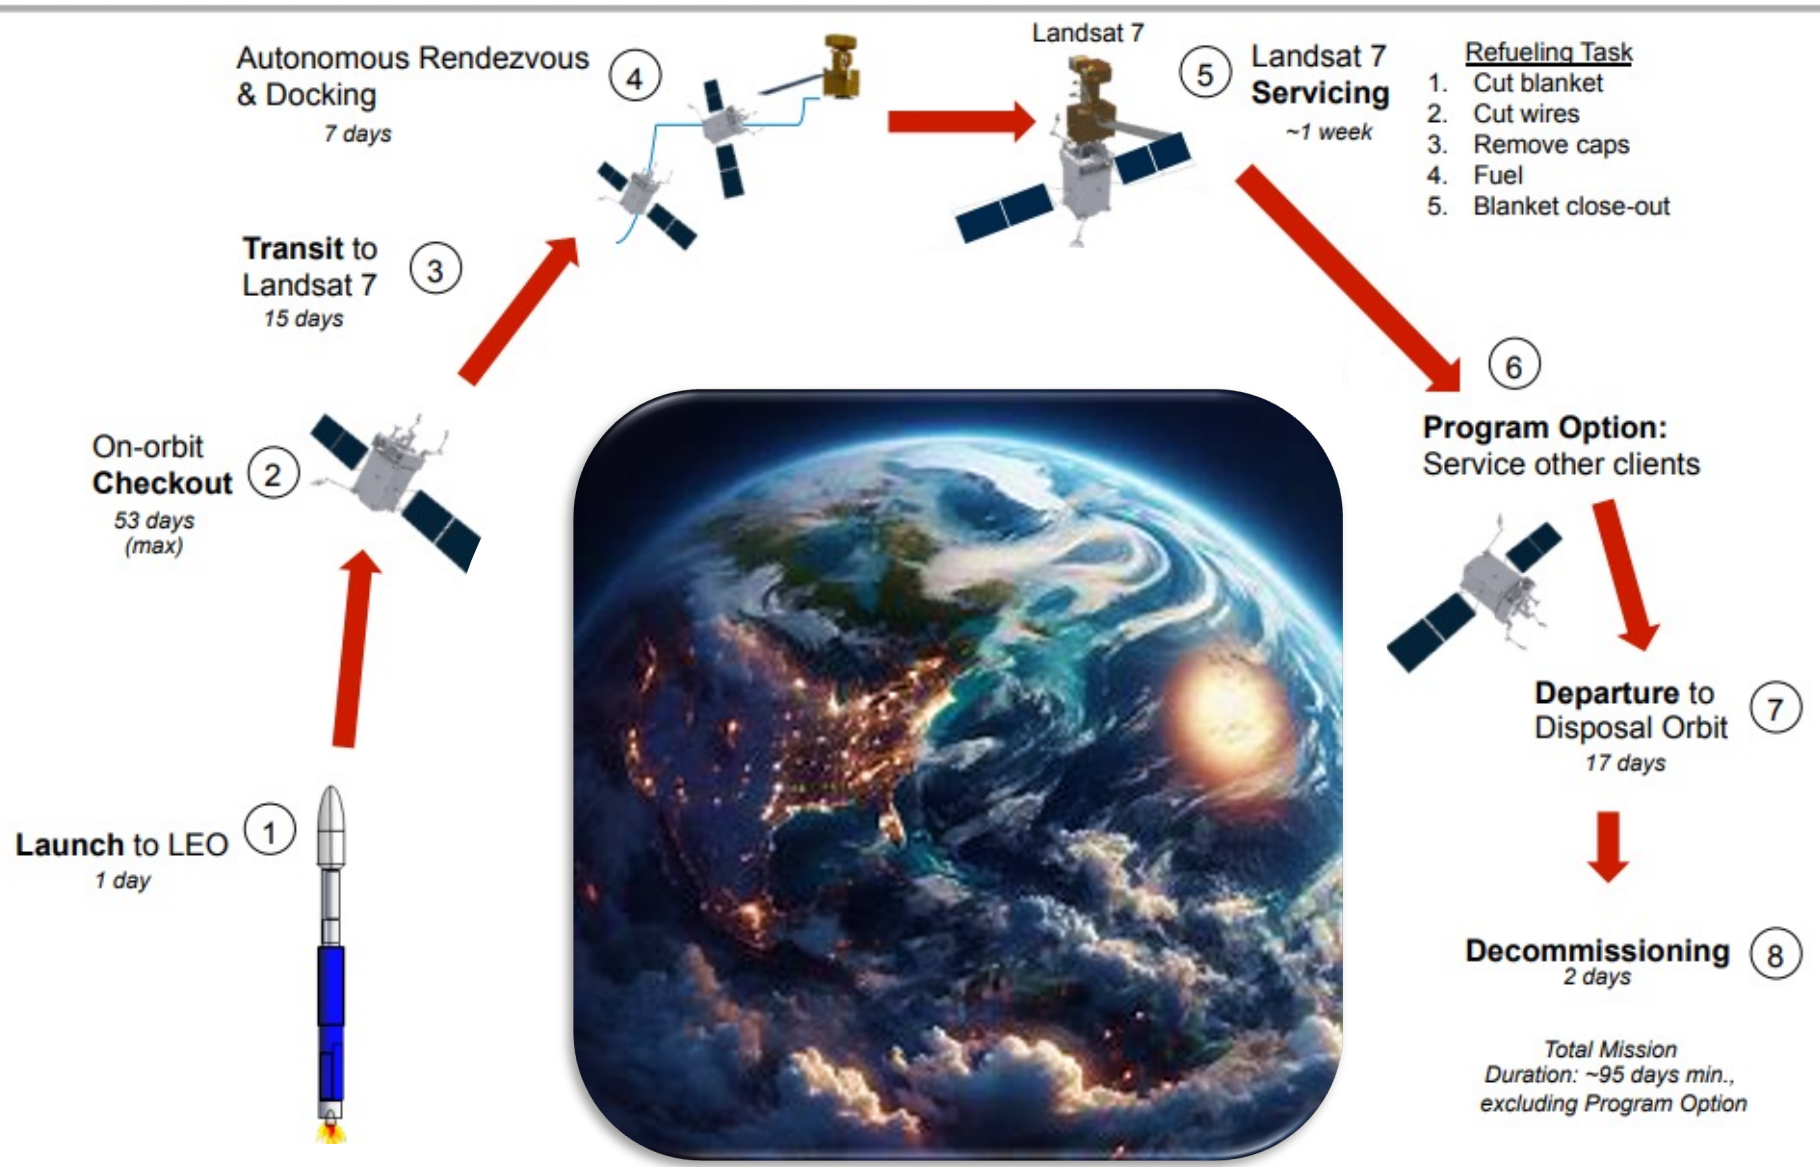 Launch to LEO
1
1 day
On-orbit
Checkout
2
53 days
(max)
Transit to
Landsat 7
3
15 days
Autonomous Rendezvous
& Docking
4
7 days
Landsat 7
5
Landsat 7
Servicing
~1 week
Refueling Task
1. Cut blanket
2. Cut wires
3. Remove caps
4. Fuel
5. Blanket close-out
6
Program Option:
Service other clients
Departure to
Disposal Orbit
7
17 days
Decommissioning
8
2 days
Total Mission
Duration: ~95 days min.,
excluding Program Option